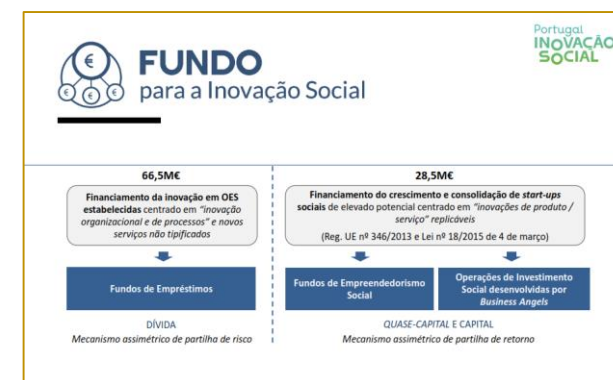 FUNDO
para a Inovação Social
Portugal
INOVAÇÃO
SOCIAL
66,5M€
Financiamento da inovação em OES
estabelecidas centrado em "inovação
organizacional e de processos" e novos
serviços não tipificados
Fundos de Empréstimos
DÍVIDA
Mecanismo assimétrico de partilha de risco
28,5M€
Financiamento do crescimento e consolidação de start-ups
sociais de elevado potencial centrado em "inovações de produto /
serviço" replicáveis
(Reg. UE nº 346/2013 e Lei nº 18/2015 de 4 de março)
Fundos de Empreendedorismo
Social
Operações de Investimento
Social desenvolvidas por
Business Angels
QUASE-CAPITAL E CAPITAL
Mecanismo assimétrico de partilha de retorno